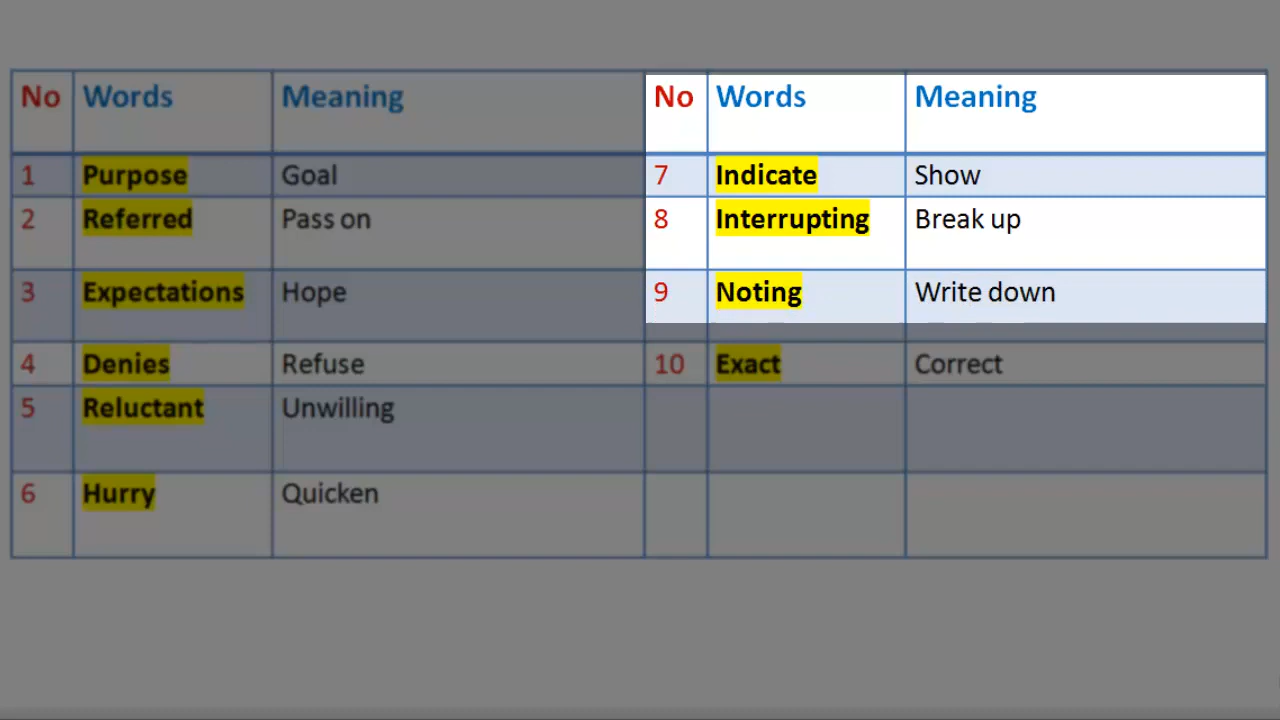 No Words Meaning No Words Meaning
1 Purpose Goal 7 Indicate Show
2 Referred Pass on 8 Interrupting Break up
3 Expectations Hope 9 Noting Write down
4 Denies Refuse 10 Exact Correct
5 Reluctant Unwilling
6 Hurry Quicken